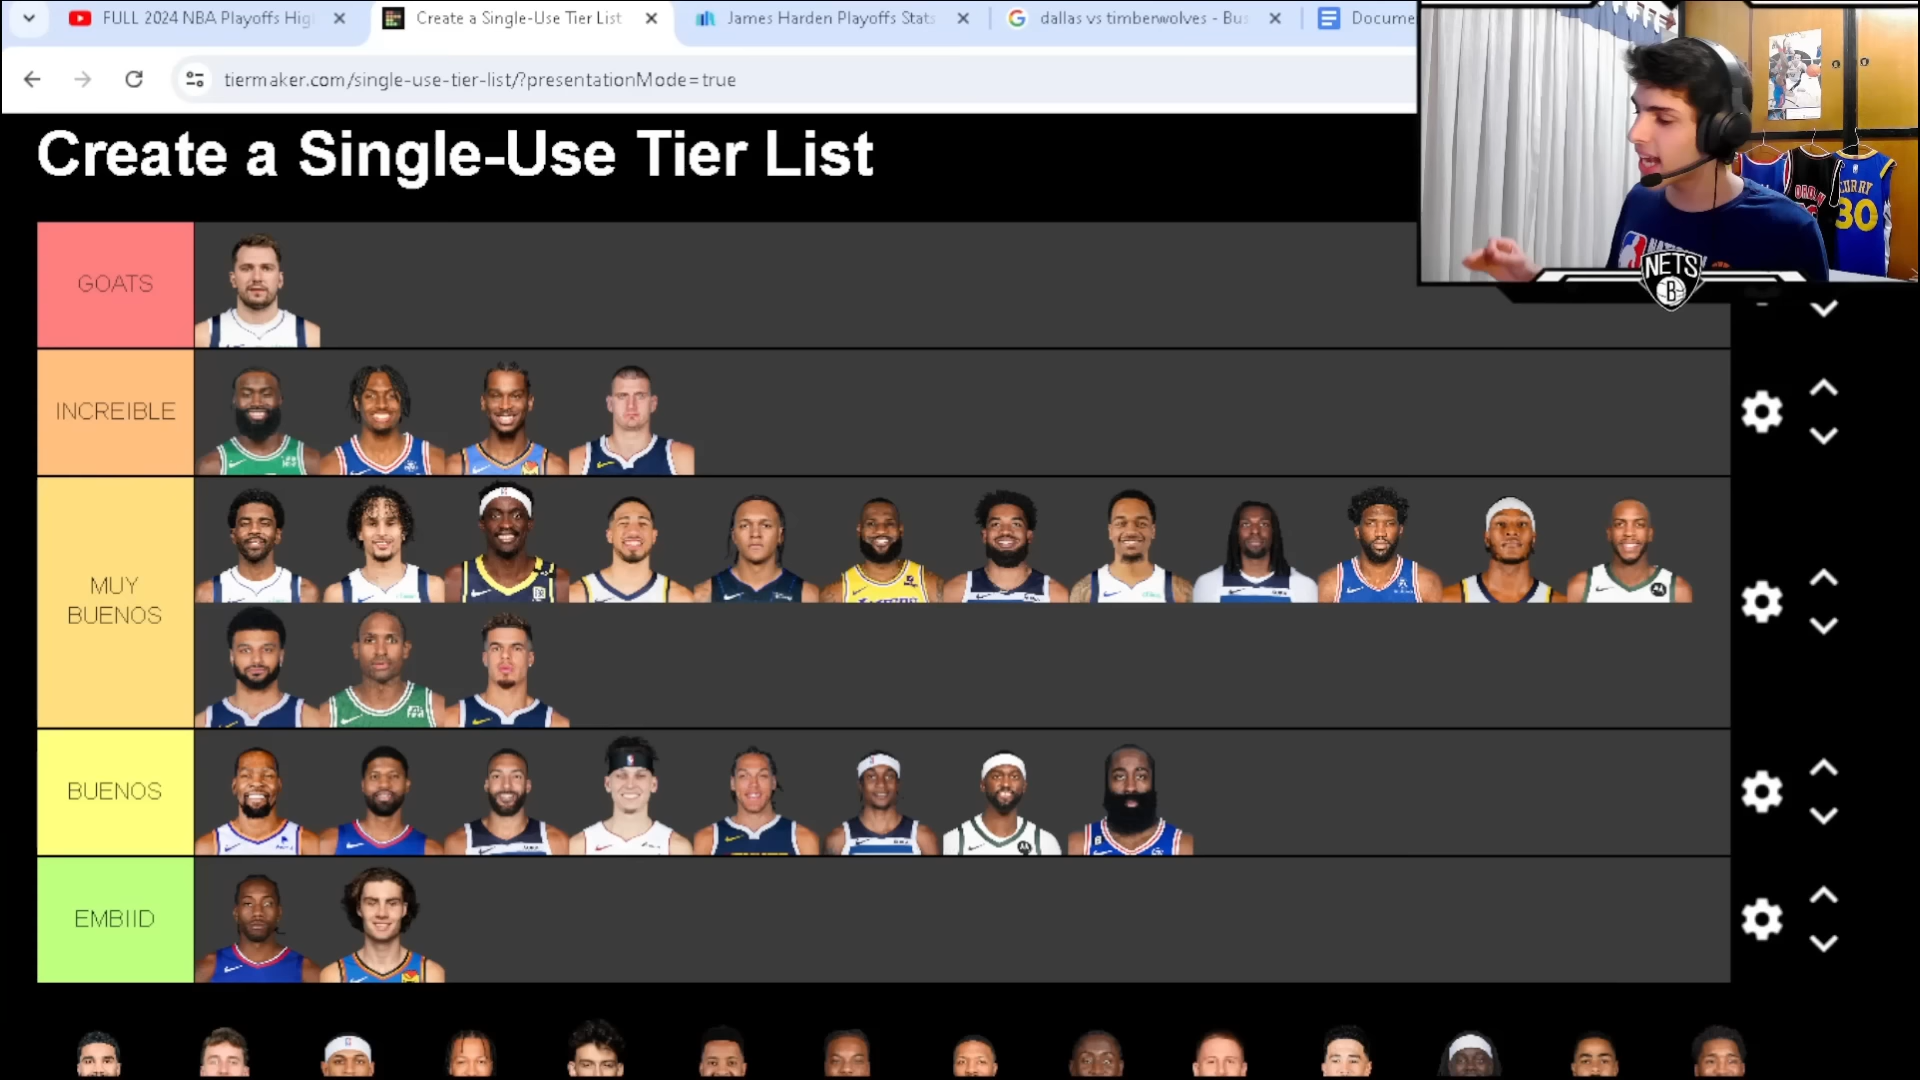 FULL 2024 NBA Playoffs Hig
Create a Single-Use Tier List
James Harden Playoffs Stats
dallas vs timberwolves - Bus
Docume
tiermaker.com/single-use-tier-list/?presentationMode=true
Create a Single-Use Tier List
GOATS
INCREIBLE
MUY
BUENOS
BUENOS
EMBIID
CURRY
30
NETS
B